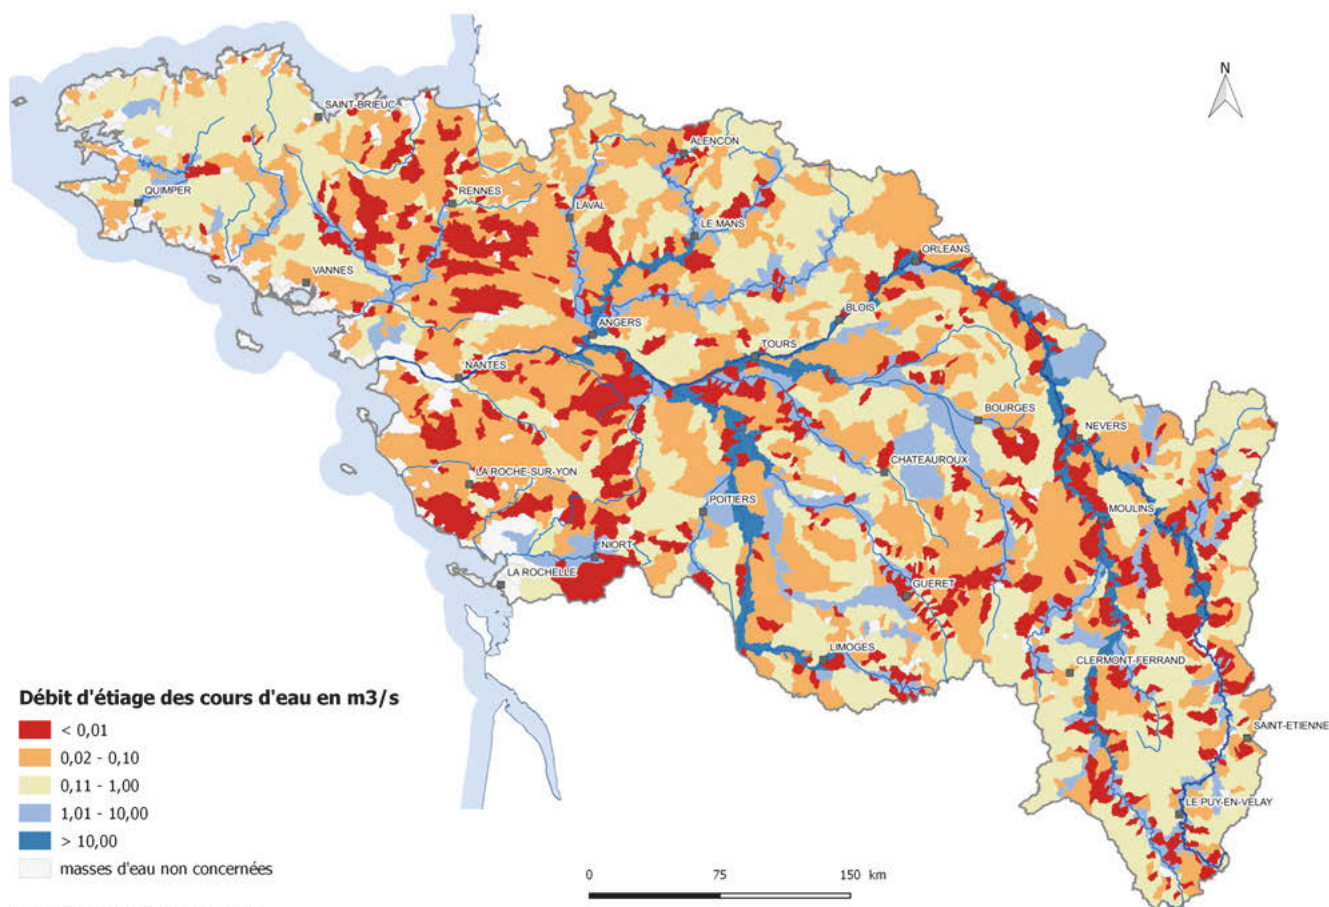 N
SAINT-BRIEUC
ALENCON
QUIMPER
RENNES
LAVAL
LE MANS
ORLEANS
VANNES
BLOIS
ANGERS
TOURS
NANTES
BOURGES
NEVERS
CHATEAUROUX
LA ROCHE-SUR-YON
POITIERS
MOULINS
NIORT
LA ROCHELLE
GUERET
LIMOGES
CLERMONT-FERRAND
SAINT-ETIENNE
LE PUY-EN-VELAY
Débit d'étiage des cours d'eau en m3/s
< 0,01
0,02 - 0,10
0,11 - 1,00
1,01 - 10,00
> 10,00
masses d'eau non concernées
0 75 150 km